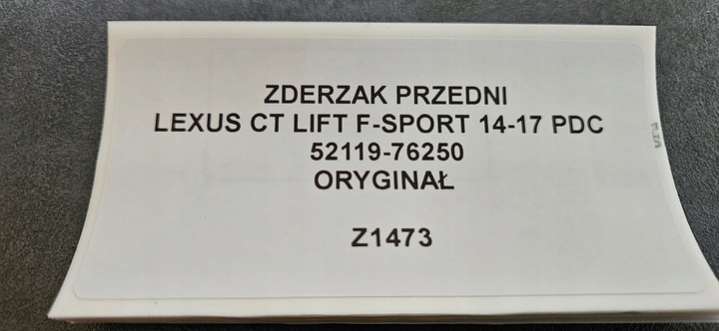 ZDERZAK PRZEDNI
LEXUS CT LIFT F-SPORT 14-17 PDC
52119-76250
ORYGINAŁ
Z1473